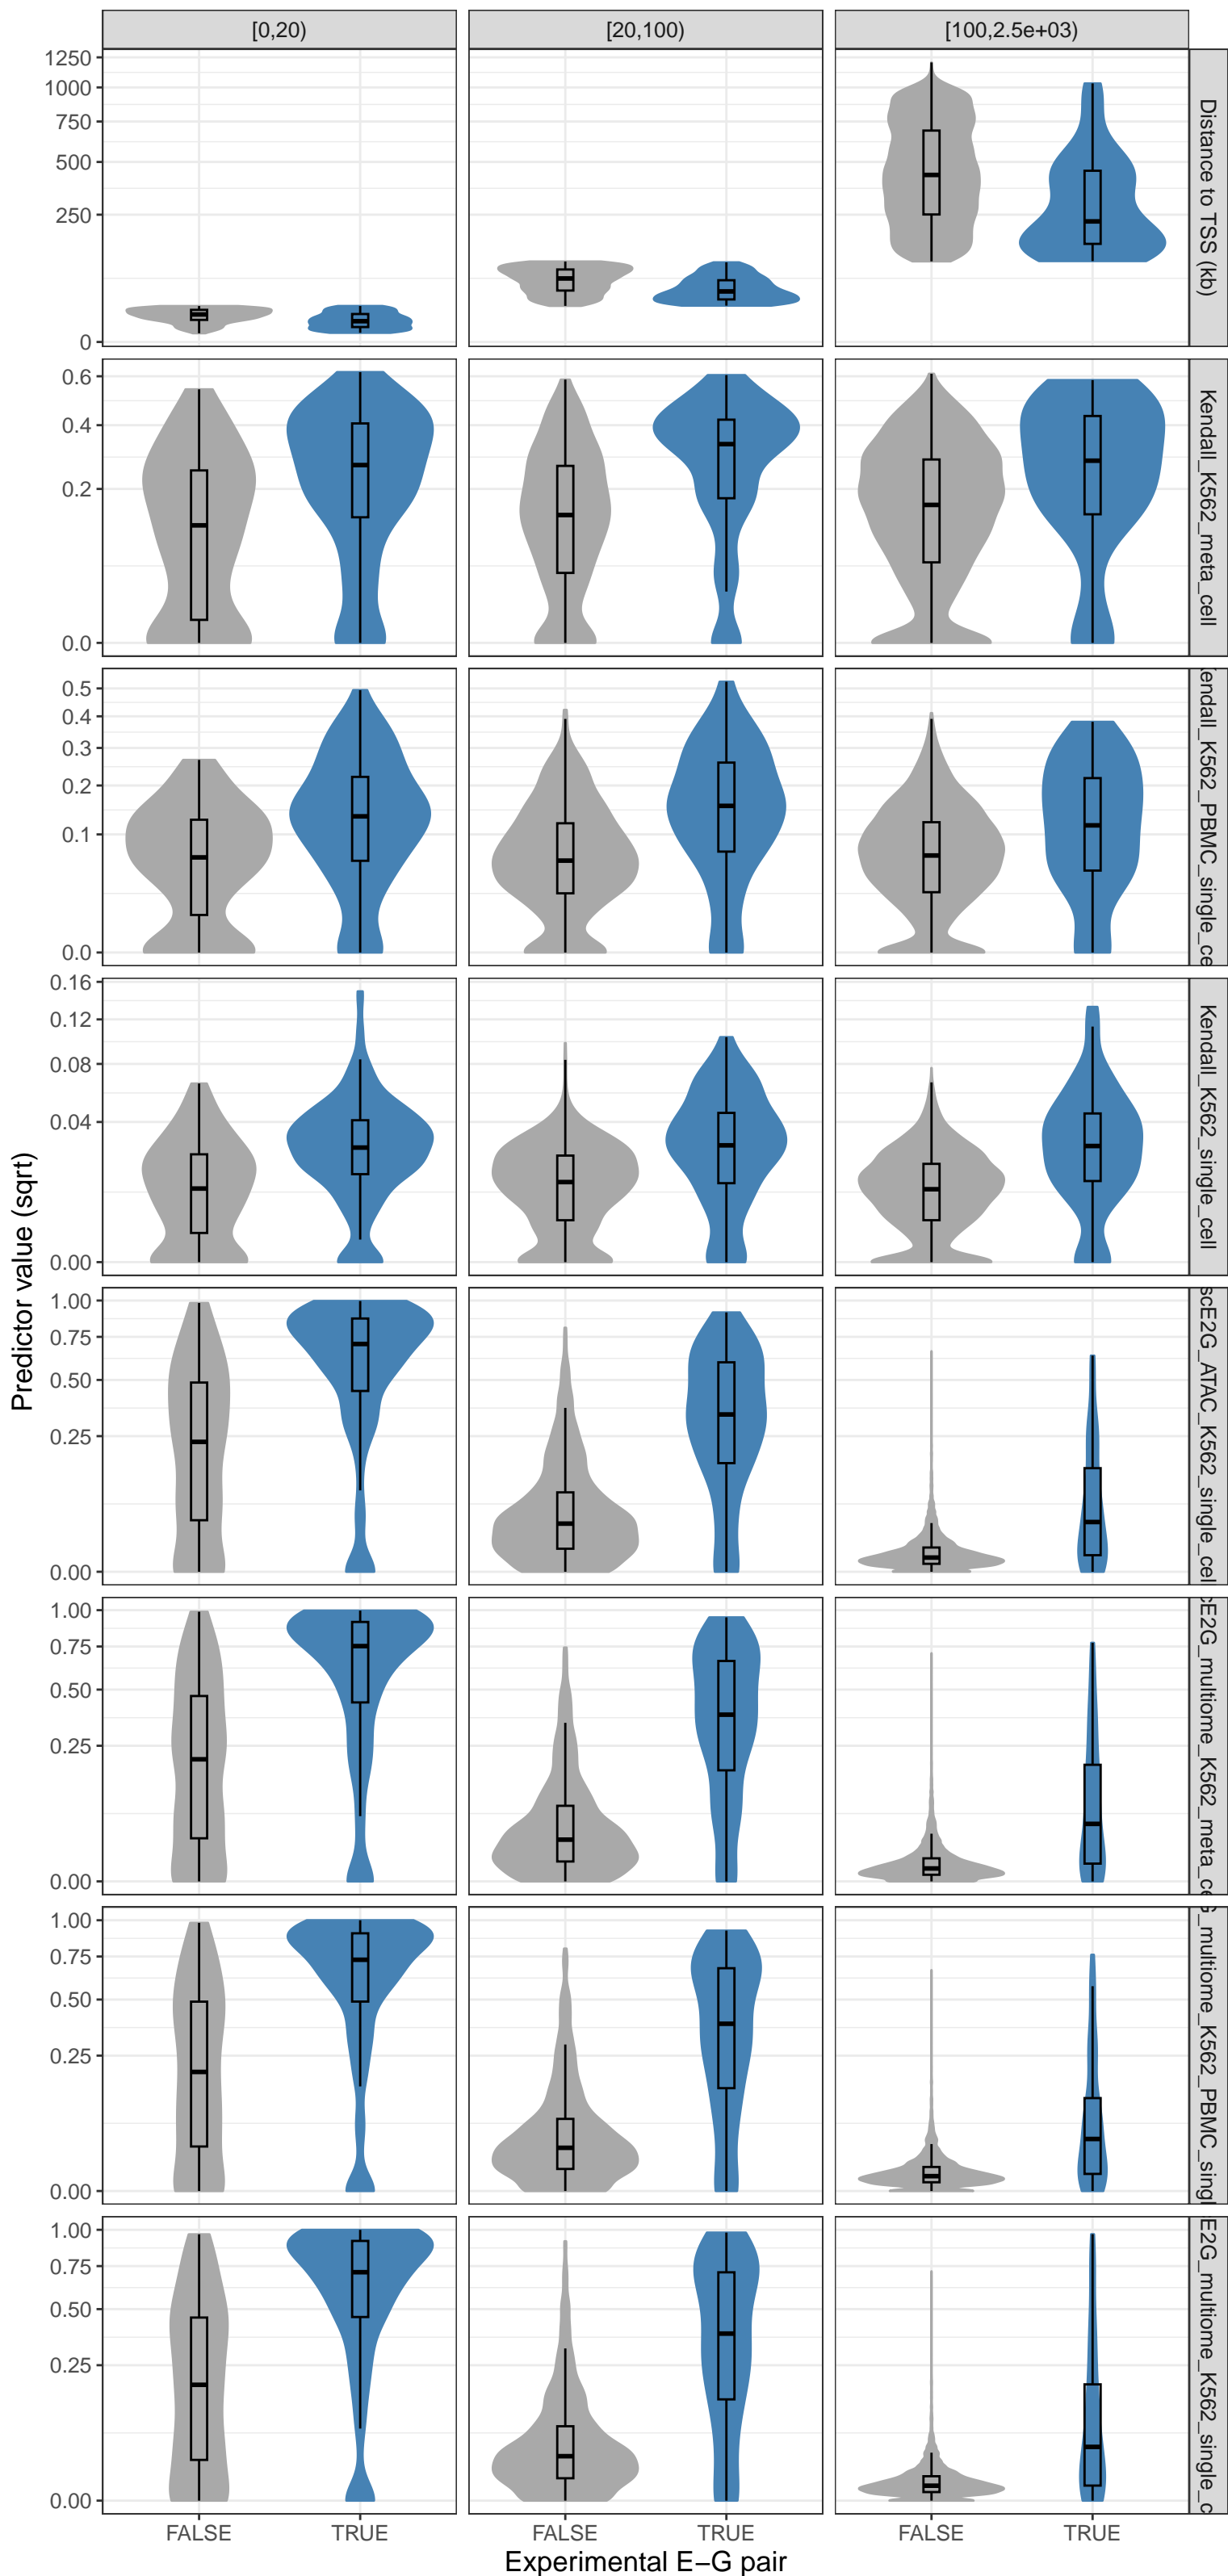 [0,20)
[20,100)
[100,2.5e+03)
1250
1000
750
500
250
0
Distance to TSS (kb)
0.6
0.4
0.2
0.0
Kendall_K562_meta_cell
0.5
0.4
0.3
0.2
0.1
0.0
endall_K562_PBMC_single_ce
0.16
0.12
0.08
0.04
0.00
Kendall_K562_single_cell
Predictor value (sqrt)
1.00
0.75
0.50
0.25
0.00
scE2G_ATAC_K562_single_cell
1.00
0.75
0.50
0.25
0.00
cE2G_multiome_K562_meta_ce
1.00
0.75
0.50
0.25
0.00
G_multiome_K562_PBMC_singl
1.00
0.75
0.50
0.25
0.00
E2G_multiome_K562_single_c
FALSE
TRUE
FALSE
TRUE
FALSE
TRUE
Experimental E−G pair